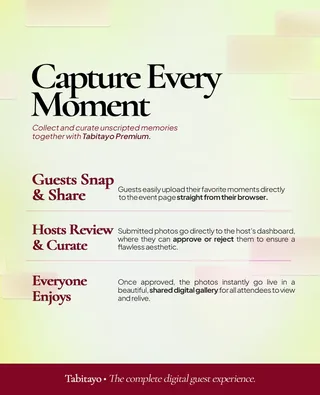 Capture Every
Moment
Collect and curate unscripted memories
together with Tabitayo Premium.
Guests Snap
& Share
Guests easily upload their favorite moments directly
to the event page straight from their browser.
Hosts Review
& Curate
Submitted photos go directly to the host's dashboard,
where they can approve or reject them to ensure a
flawless aesthetic.
Everyone
Enjoys
Once approved, the photos instantly go live in a
beautiful, shared digital gallery for all attendees to view
and relive.
Tabitayo • The complete digital guest experience.